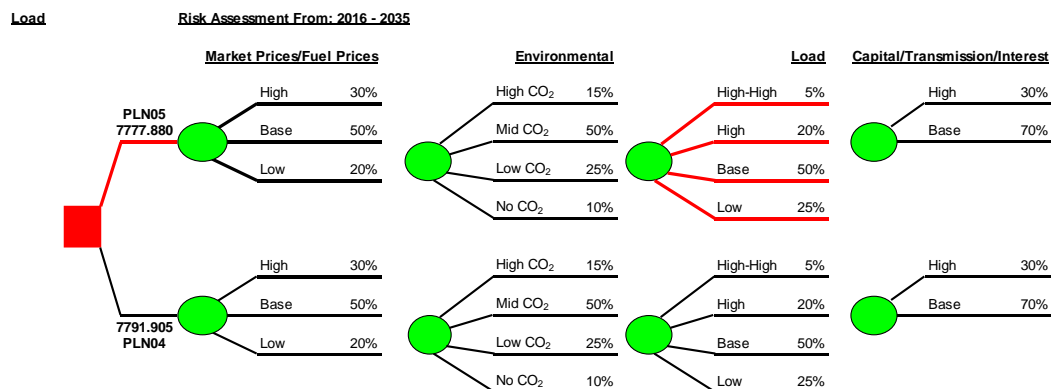 Load Risk Assessment From: 2016 - 2035
Market Prices/Fuel Prices Environmental Load Capital/Transmission/Interest
High 30% High CO₂ 15% High-High 5% High 30%
PLN05
7777.880
Base 50% Mid CO₂ 50% High 20% Base 70%
Low 20% Low CO₂ 25% Base 50%
No CO₂ 10% Low 25%
High 30% High CO₂ 15% High-High 5% High 30%
Base 50% Mid CO₂ 50% High 20% Base 70%
7791.905
PLN04
Low 20% Low CO₂ 25% Base 50%
No CO₂ 10% Low 25%